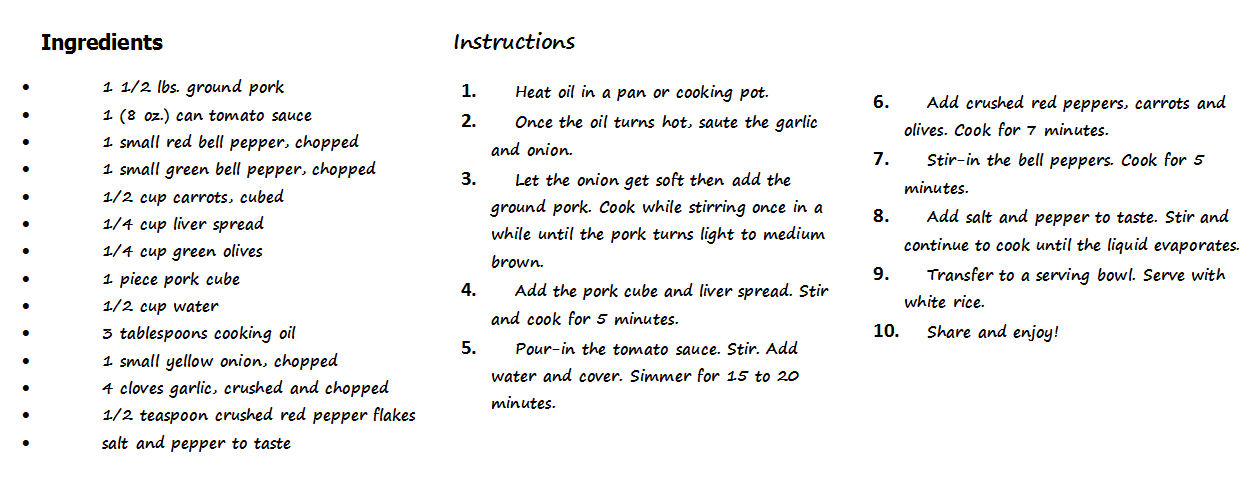 Ingredients
• 1 1/2 lbs. ground pork
• 1 (8 oz.) can tomato sauce
• 1 small red bell pepper, chopped
• 1 small green bell pepper, chopped
• 1/2 cup carrots, cubed
• 1/4 cup liver spread
• 1/4 cup green olives
• 1 piece pork cube
• 1/2 cup water
• 3 tablespoons cooking oil
• 1 small yellow onion, chopped
• 4 cloves garlic, crushed and chopped
• 1/2 teaspoon crushed red pepper flakes
• salt and pepper to taste
Instructions
1. Heat oil in a pan or cooking pot.
2. Once the oil turns hot, saute the garlic
and onion.
3. Let the onion get soft then add the
ground pork. Cook while stirring once in a
while until the pork turns light to medium
brown.
4. Add the pork cube and liver spread. Stir
and cook for 5 minutes.
5. Pour-in the tomato sauce. Stir. Add
water and cover. Simmer for 15 to 20
minutes.
6. Add crushed red peppers, carrots and
olives. Cook for 7 minutes.
7. Stir-in the bell peppers. Cook for 5
minutes.
8. Add salt and pepper to taste. Stir and
continue to cook until the liquid evaporates.
9. Transfer to a serving bowl. Serve with
white rice.
10. Share and enjoy!